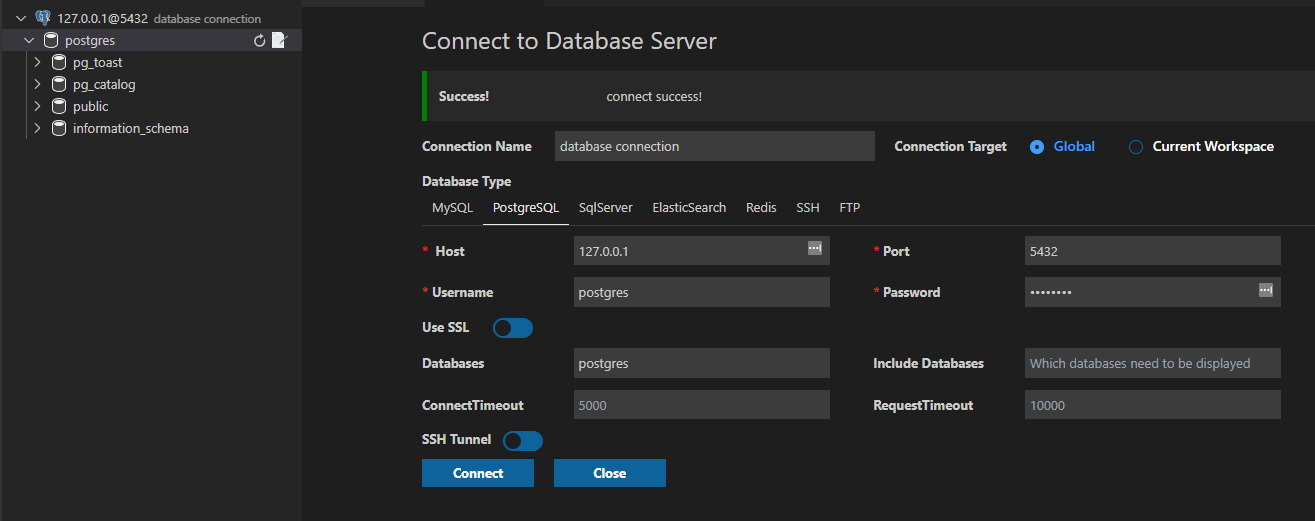 127.0.0.1@5432 database connection
postgres
pg_toast
pg_catalog
public
information_schema
Connect to Database Server
Success! connect success!
Connection Name database connection Connection Target Global Current Workspace
Database Type
MySQL PostgreSQL SqlServer ElasticSearch Redis SSH FTP
* Host 127.0.0.1 * Port 5432
* Username postgres * Password ••••••••
Use SSL
Databases postgres Include Databases Which databases need to be displayed
ConnectTimeout 5000 RequestTimeout 10000
SSH Tunnel
Connect Close